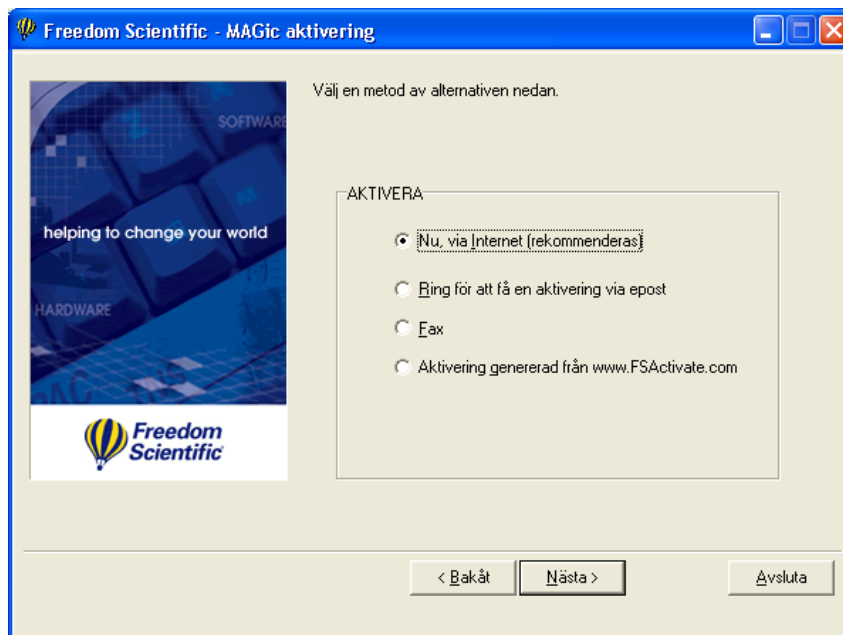 Freedom Scientific - MAGic aktivering
Välj en metod av alternativen nedan.
SOFTWARE
helping to change your world
HARDWARE
Freedom
Scientific
AKTIVERA
Nu, via Internet (rekommenderas)
Ring för att få en aktivering via epost
Fax
Aktivering genererad från www.FSActivate.com
< Bakåt
Nästa >
Avsluta